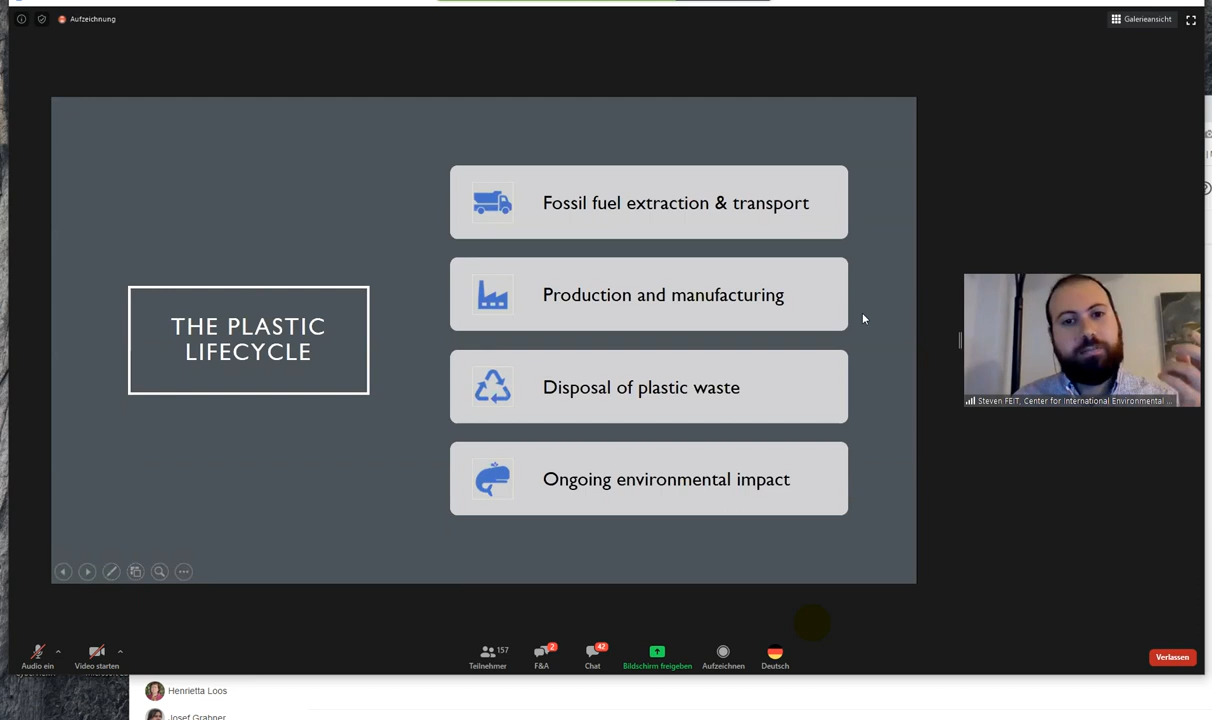 Aufzeichnung
Galerieansicht
THE PLASTIC
LIFECYCLE
Fossil fuel extraction & transport
Production and manufacturing
Disposal of plastic waste
Ongoing environmental impact
Steven FEIT, Center for International Environmental ...
Audio ein
Video starten
157
Teilnehmer
2
F&A
42
Chat
Bildschirm freigeben
Aufzeichnen
Deutsch
Verlassen
Henrietta Loos
Josef Grabner